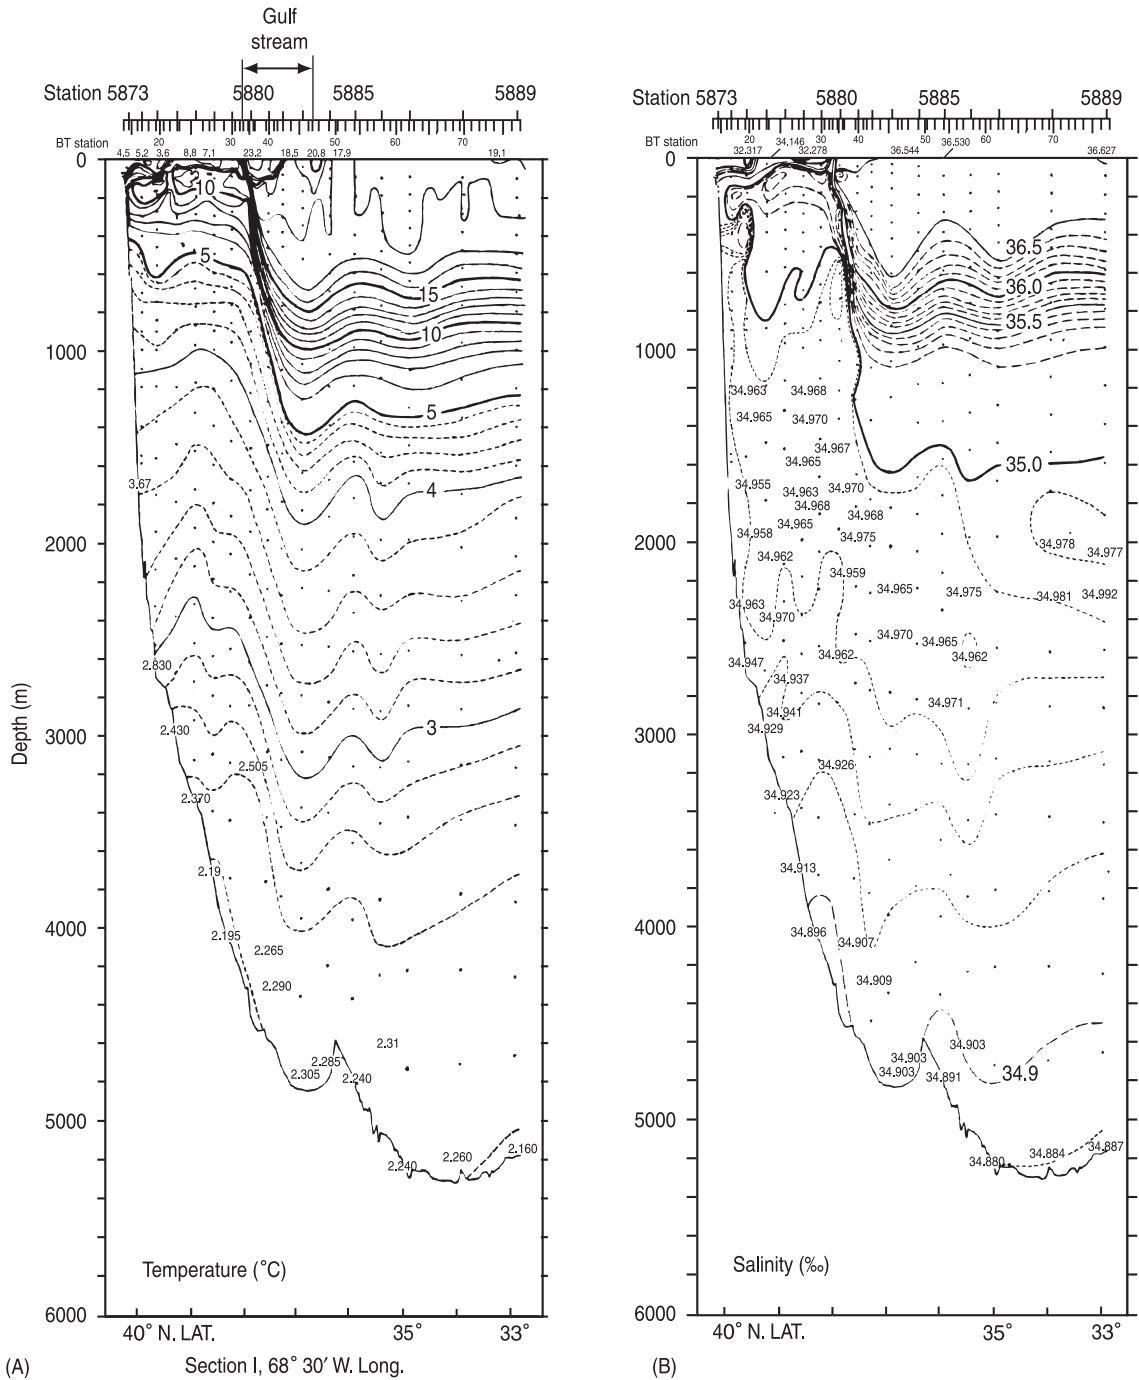 Gulf
stream
Station 5873 5880 5885 5889
BT station 20 30 40 50 60 70
4.5 5.2 3.6 8.8 7.1 23.2 18.5 20.8 17.9 19.1
0
10
5
15
10
1000
5
3.67
4
2000
2.830
2.430
3
3000
2.505
2.370
2.19
4000
2.195
2.265
2.290
2.31
2.285
2.305
2.240
5000
2.260
2.160
2.240
Temperature (°C)
6000
40° N. LAT. 35° 33°
(A) Section I, 68° 30′ W. Long.
Depth (m)
Station 5873 5880 5885 5889
BT station 20 30 40 50 60 70
32.317 34.146 32.278 36.544 36.530 36.627
0
36.5
36.0
35.5
1000
34.963 34.968
34.965 34.970
34.967
34.965 35.0
34.955 34.963 34.970
34.968 34.968
34.958 34.965 34.975
2000 34.978 34.977
34.962
34.959
34.965 34.975 34.981 34.992
34.963
34.970
34.970 34.965
34.947 34.962 34.962
34.937
34.941 34.971
34.929
3000
34.926
34.923
34.913
4000
34.896 34.907
34.909
34.903 34.903
34.903 34.891 34.9
5000
34.880 34.884 34.887
Salinity (‰)
6000
40° N. LAT. 35° 33°
(B)